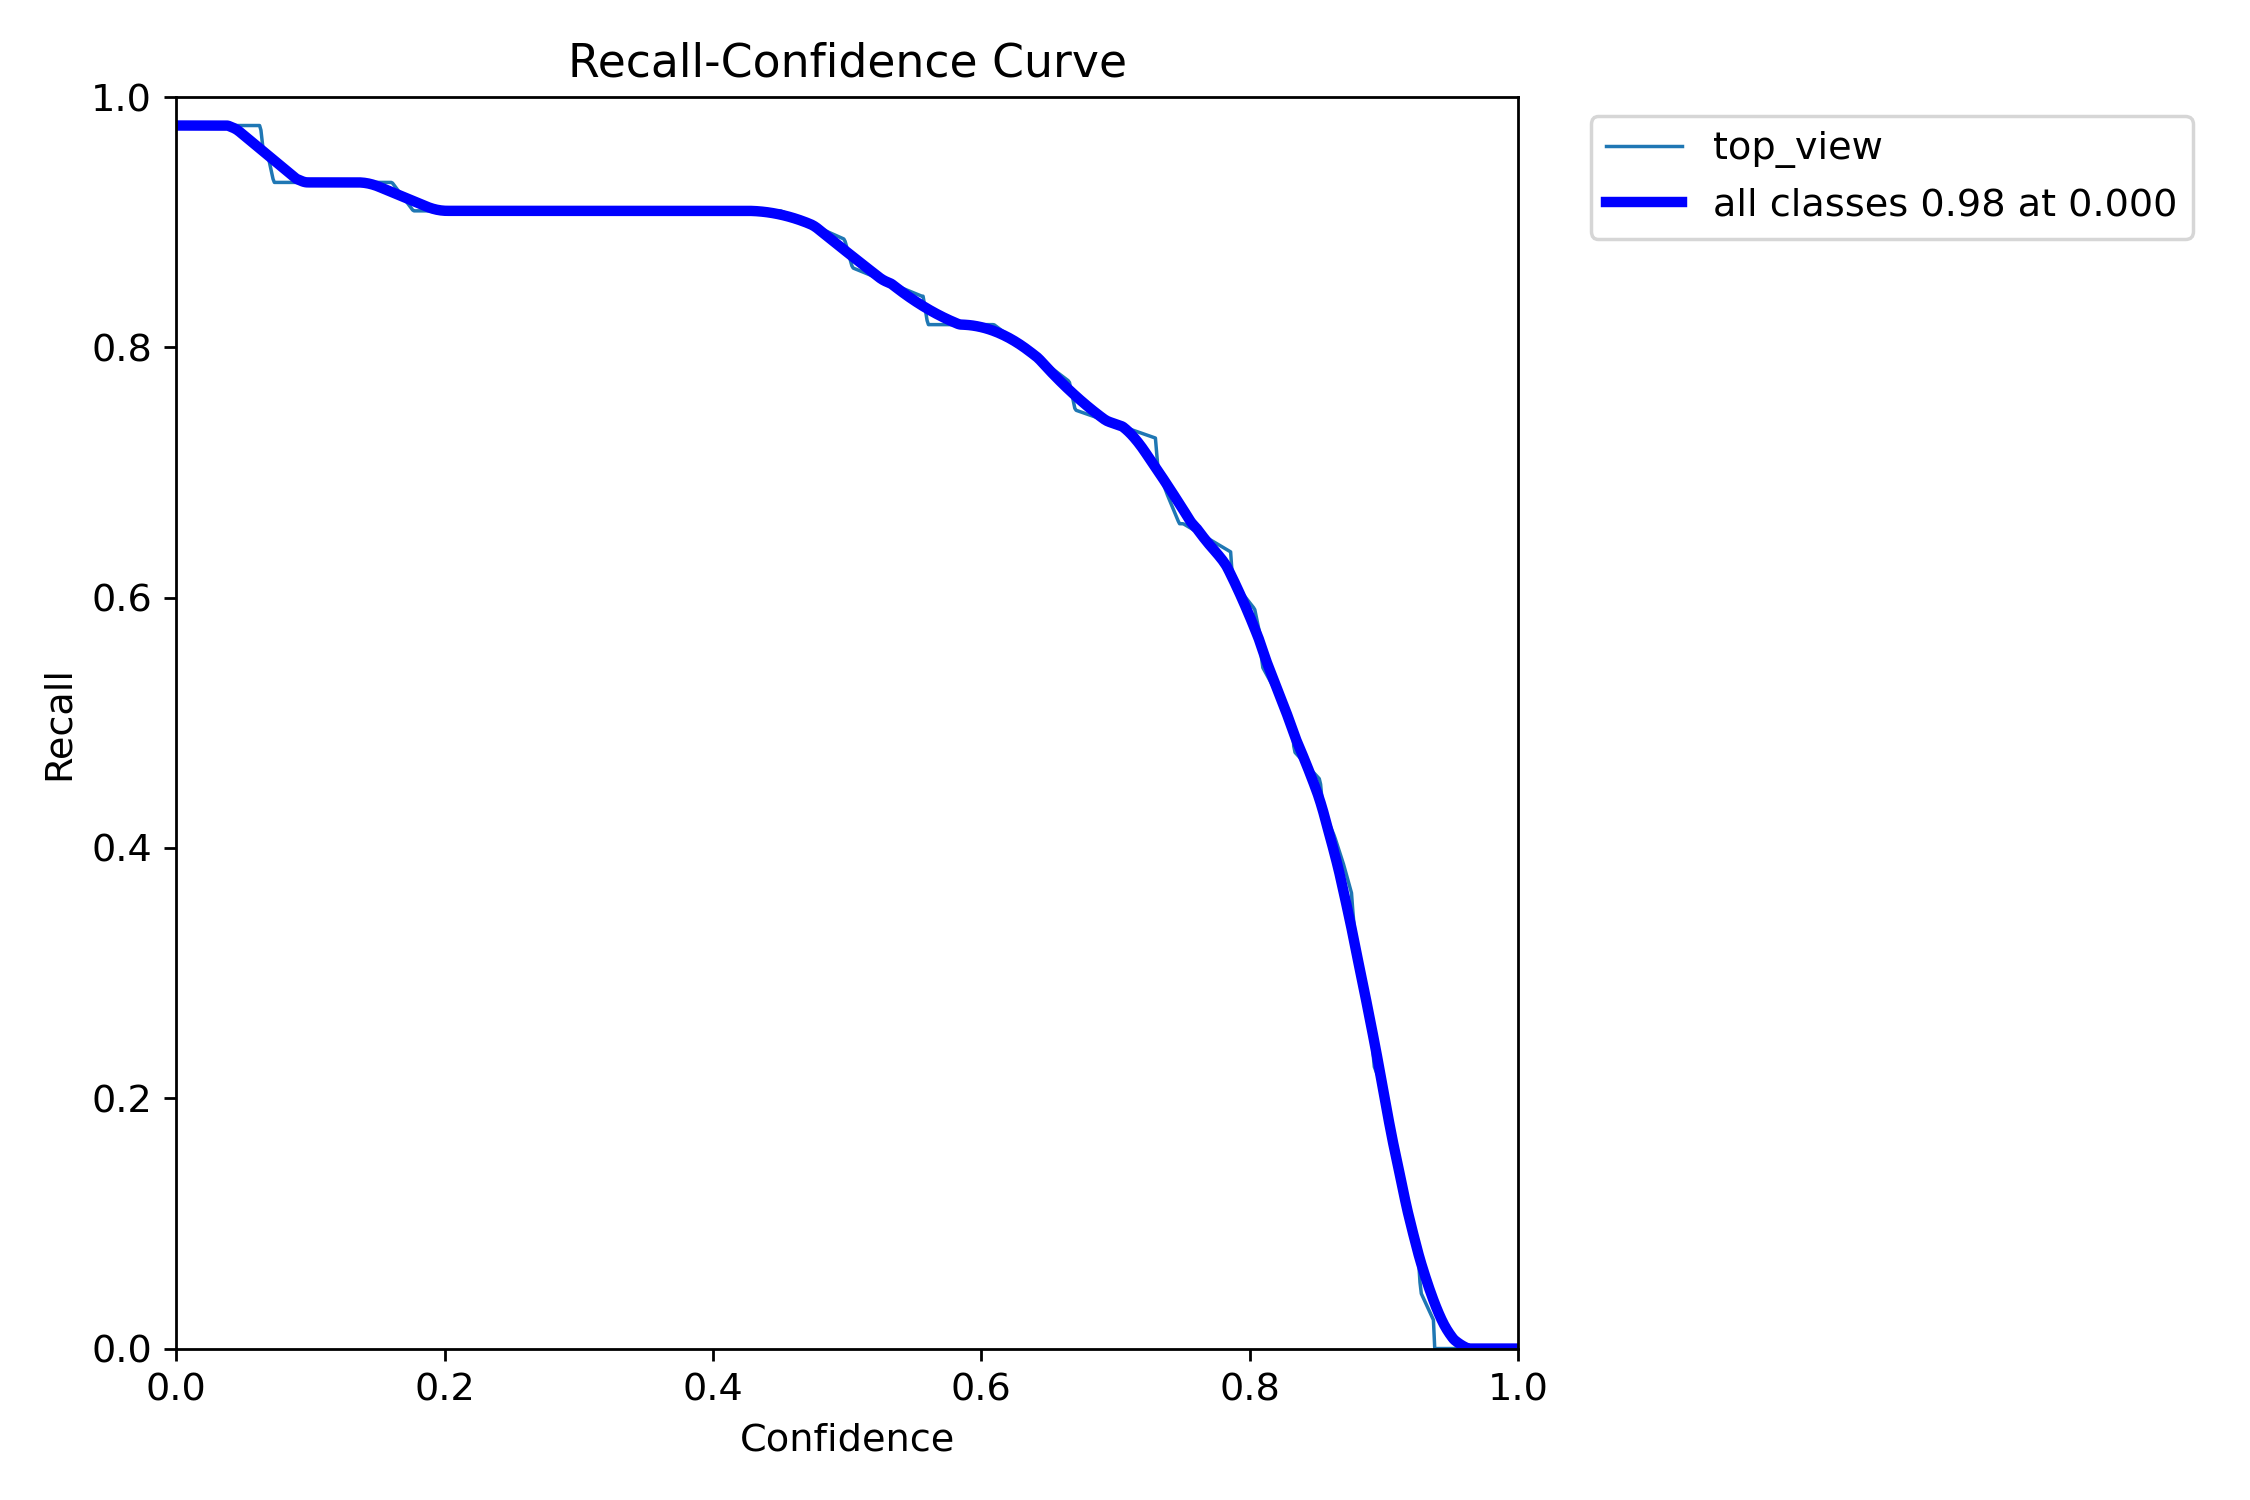 Recall-Confidence Curve
1.0
0.8
0.6
0.4
0.2
0.0
Recall
0.0 0.2 0.4 0.6 0.8 1.0
Confidence
top_view
all classes 0.98 at 0.000